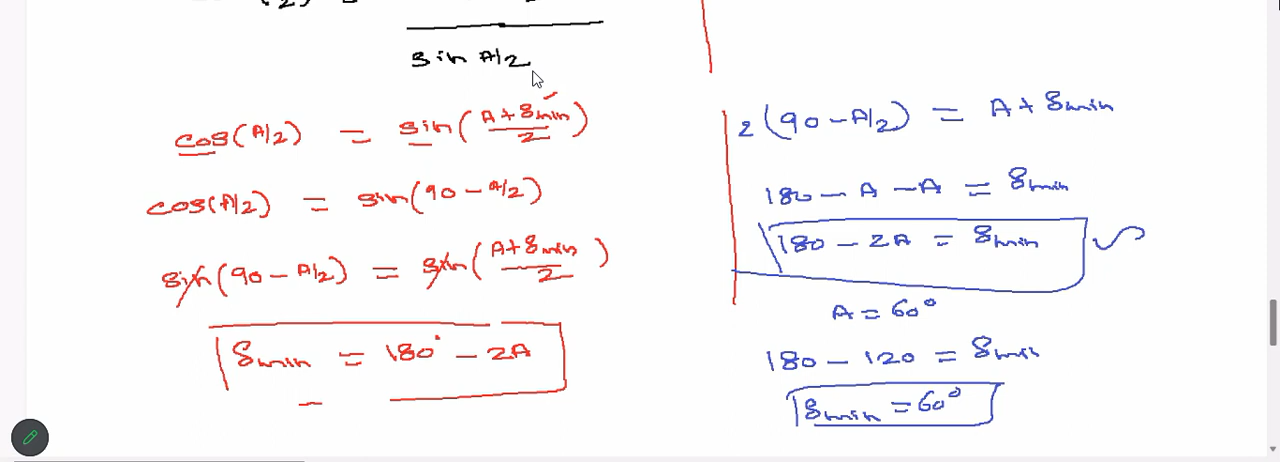 2)
sin A/2
cos(A/2) = sin(A+δmin/2)
cos(A/2) = sin(90-A/2)
sin(90-A/2) = sin(A+δmin/2)
δmin = 180° - 2A
2(90-A/2) = A+δmin
180-A-A = δmin
180-2A = δmin
A = 60°
180-120 = δmin
δmin = 60°